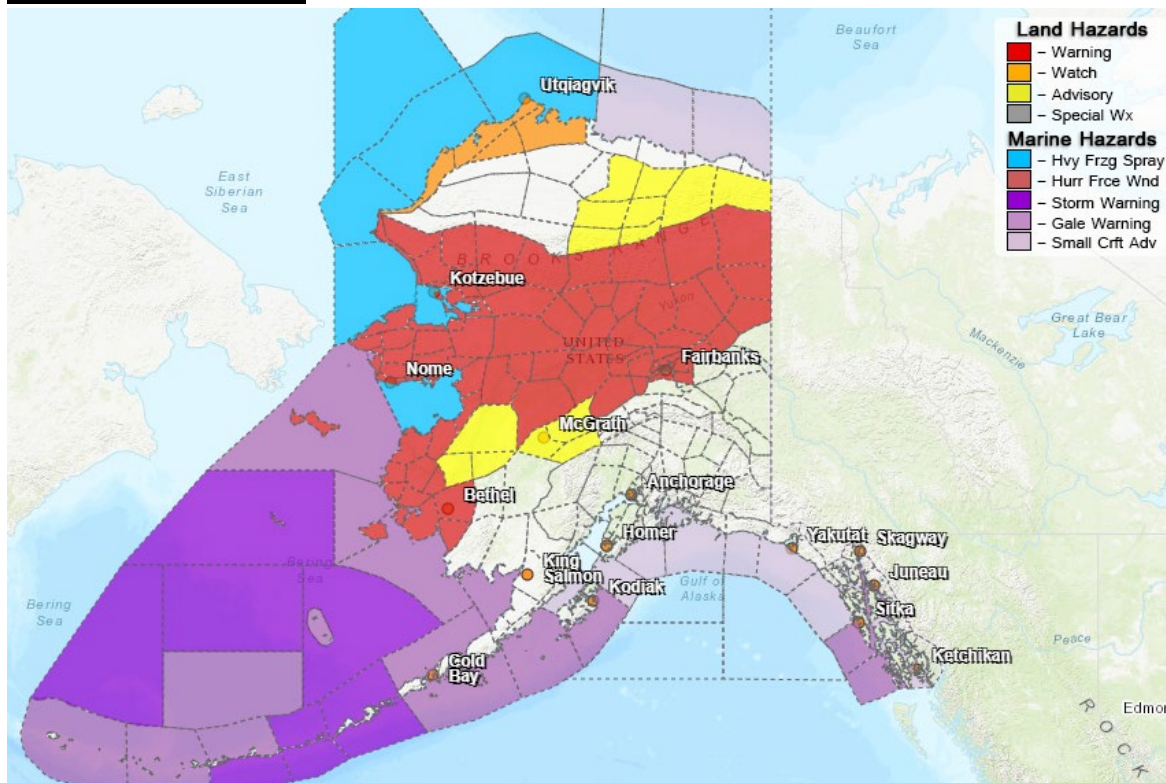 Beaufort
Sea
Land Hazards
– Warning
– Watch
– Advisory
– Special Wx
Marine Hazards
– Hvy Frzg Spray
– Hurr Frce Wnd
– Storm Warning
– Gale Warning
– Small Crft Adv
Utqiagvik
East
Siberian
Sea
BROOKS RANGE
Kotzebue
Yukon
Great Bear
Lake
Mackenzie
UNITED
STATES
Fairbanks
Nome
McGrath
Bethel
Anchorage
Homer
Yakutat
Skagway
King
Salmon
Bering
Sea
Kodiak
Gulf of
Alaska
Juneau
Bering
Sea
Sitka
Peace
Cold
Bay
Ketchikan
Edmor
ROCK